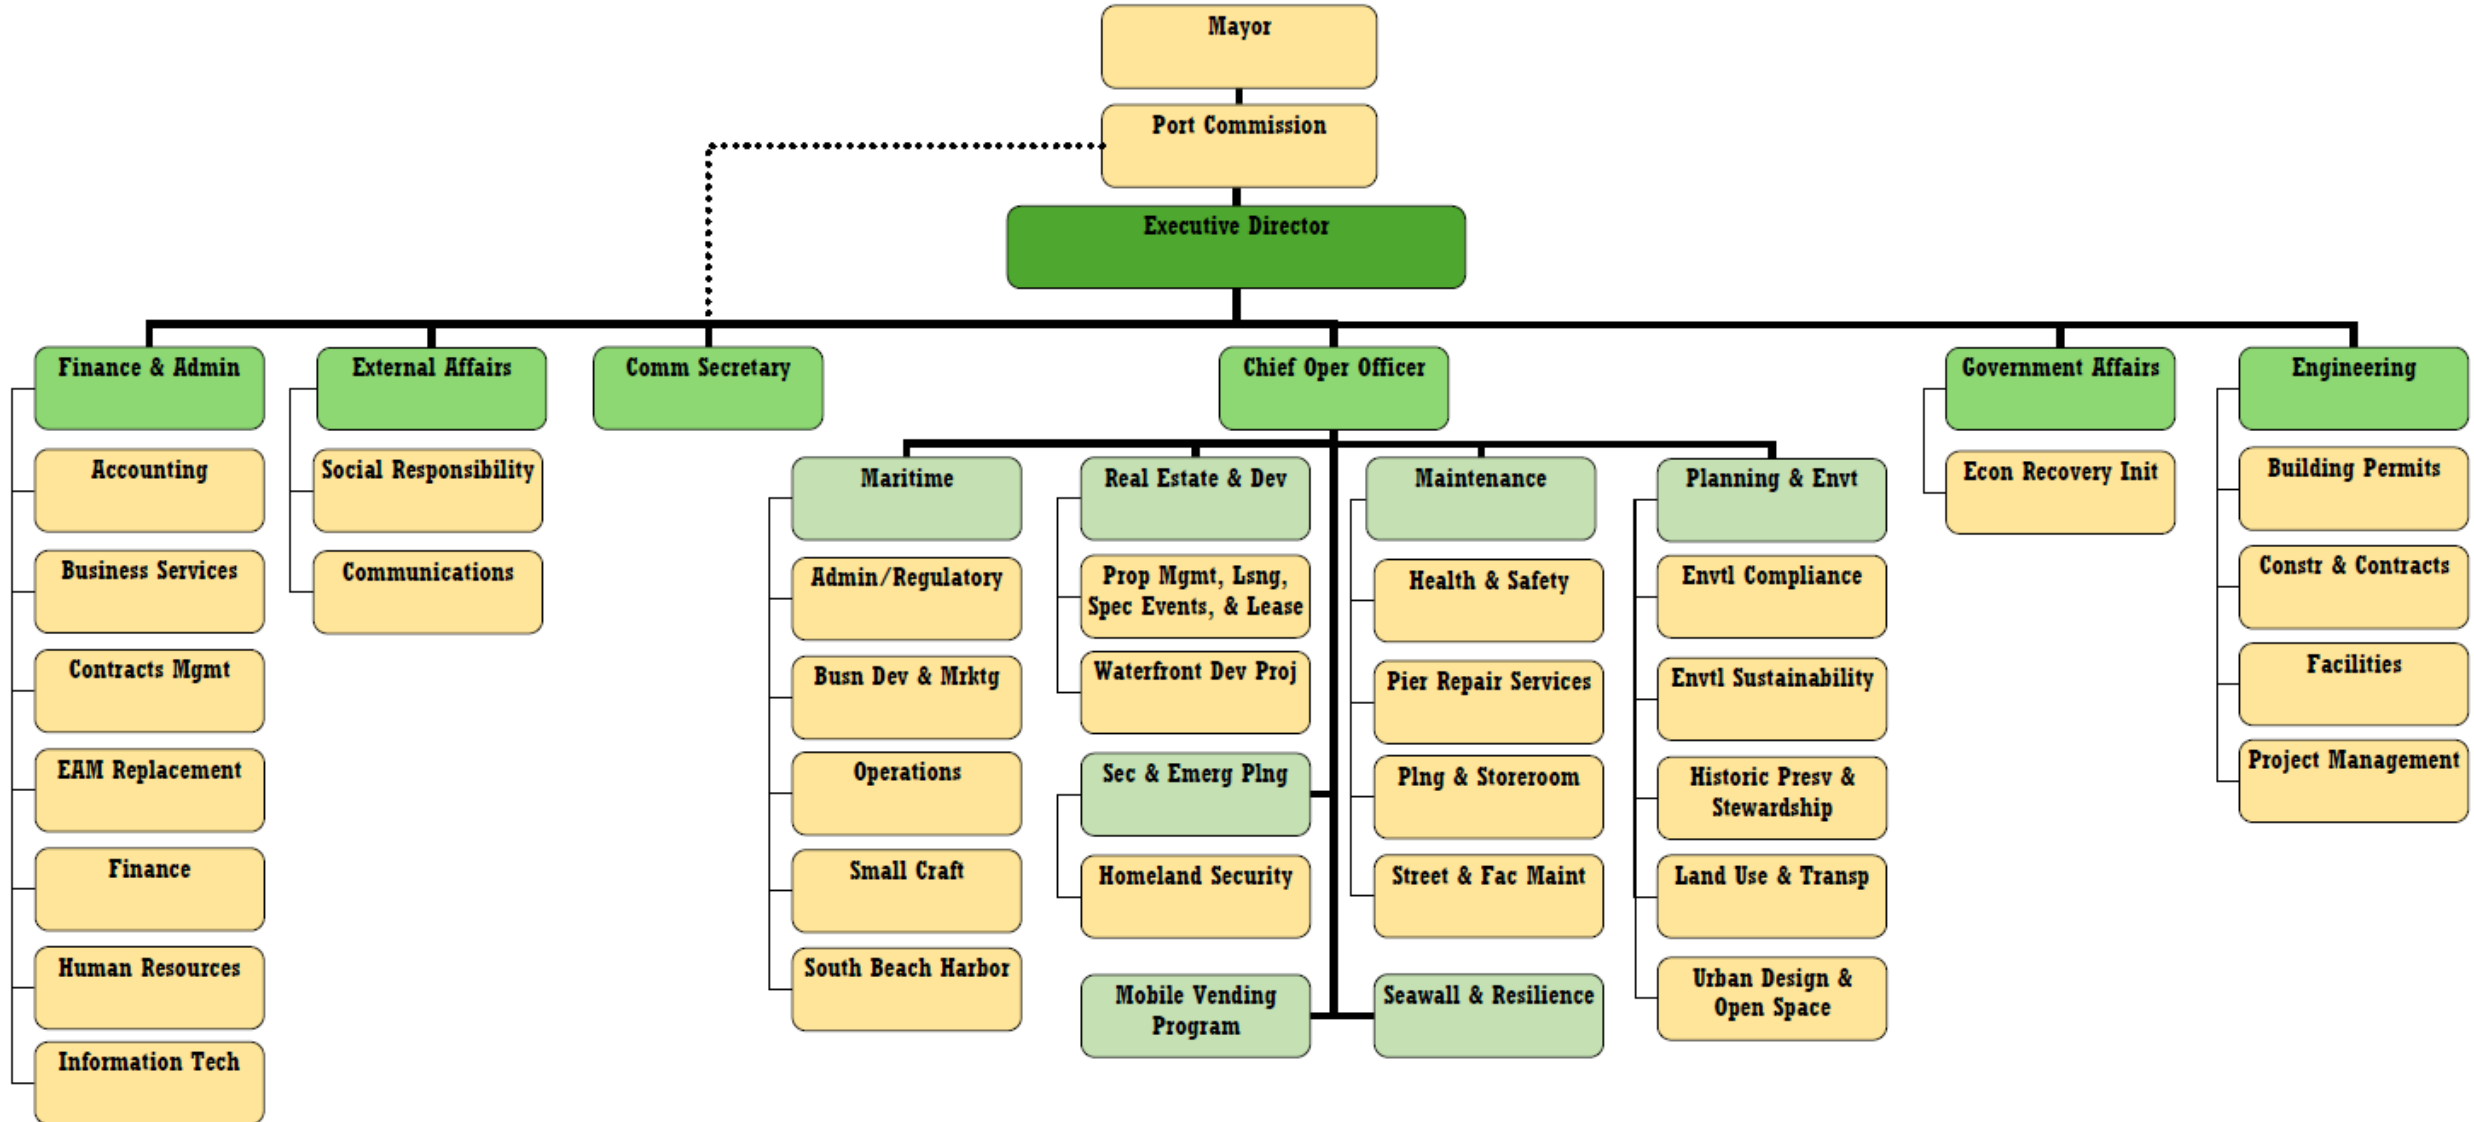 Mayor
Port Commission
Executive Director
Finance & Admin
External Affairs
Comm Secretary
Chief Oper Officer
Government Affairs
Engineering
Accounting
Business Services
Contracts Mgmt
EAM Replacement
Finance
Human Resources
Information Tech
Social Responsibility
Communications
Maritime
Admin/Regulatory
Busn Dev & Mrktg
Operations
Small Craft
South Beach Harbor
Real Estate & Dev
Prop Mgmt, Lsng,
Spec Events, & Lease
Waterfront Dev Proj
Sec & Emerg Plng
Homeland Security
Mobile Vending
Program
Maintenance
Health & Safety
Pier Repair Services
Plng & Storeroom
Street & Fac Maint
Seawall & Resilience
Planning & Envt
Envtl Compliance
Envtl Sustainability
Historic Presv &
Stewardship
Land Use & Transp
Urban Design &
Open Space
Econ Recovery Init
Building Permits
Constr & Contracts
Facilities
Project Management